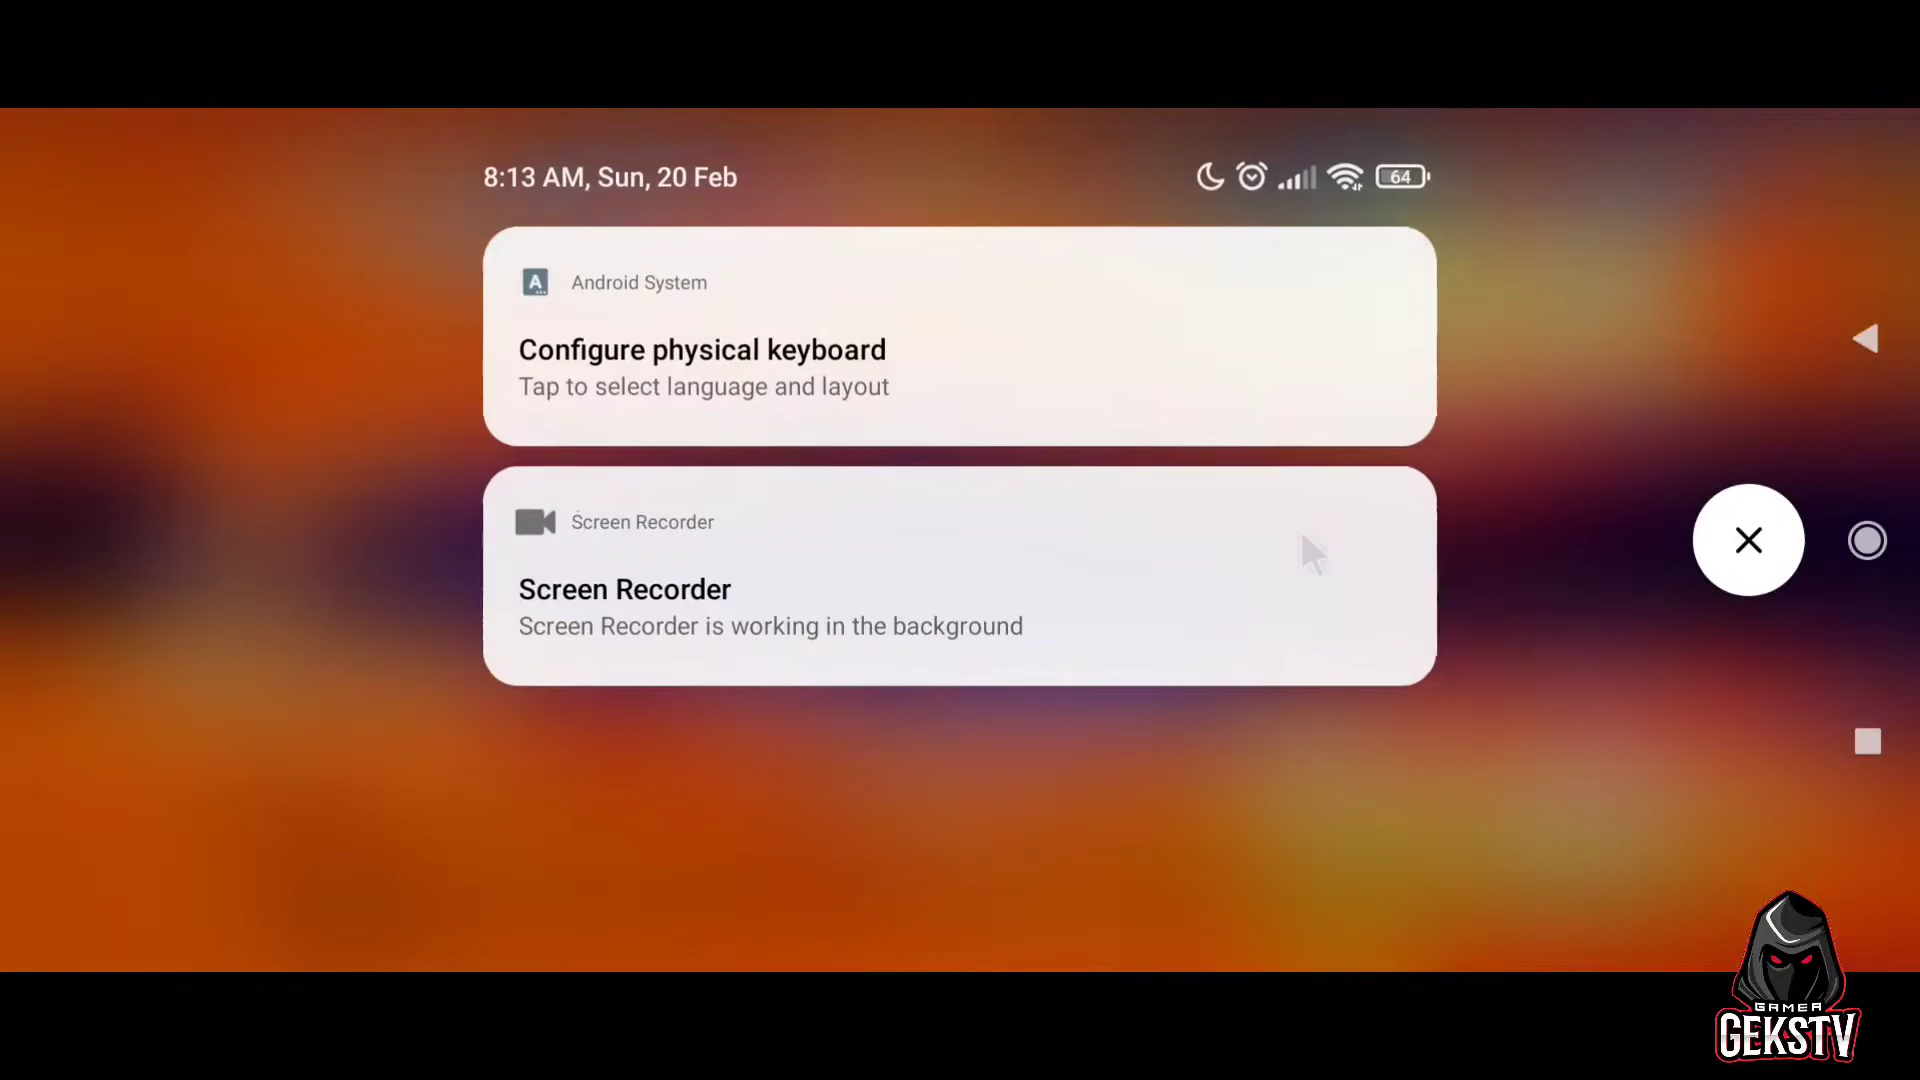 8:13 AM, Sun, 20 Feb
64
A
Android System
Configure physical keyboard
Tap to select language and layout
Screen Recorder
Screen Recorder
Screen Recorder is working in the background
GAMER
GEKSTV